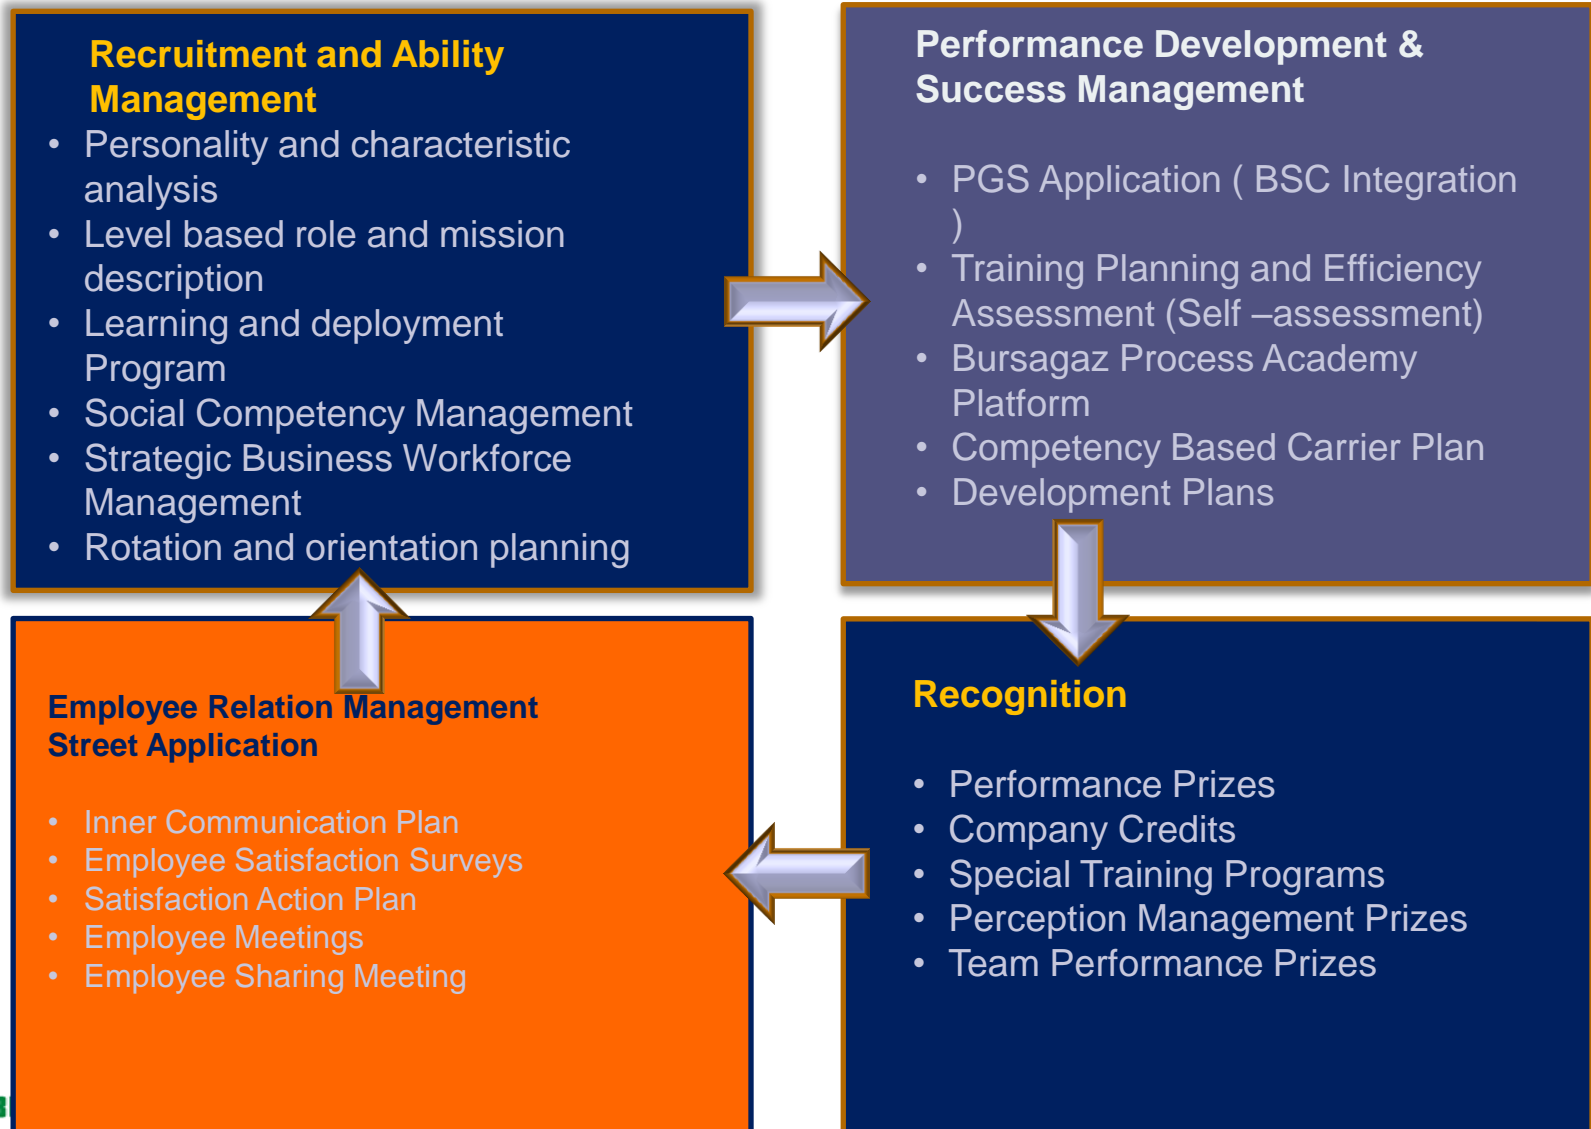 Recruitment and Ability
Management
• Personality and characteristic
analysis
• Level based role and mission
description
• Learning and deployment
Program
• Social Competency Management
• Strategic Business Workforce
Management
• Rotation and orientation planning
Performance Development &
Success Management
• PGS Application ( BSC Integration
)
• Training Planning and Efficiency
Assessment (Self –assessment)
• Bursagaz Process Academy
Platform
• Competency Based Carrier Plan
• Development Plans
Employee Relation Management
Street Application
• Inner Communication Plan
• Employee Satisfaction Surveys
• Satisfaction Action Plan
• Employee Meetings
• Employee Sharing Meeting
Recognition
• Performance Prizes
• Company Credits
• Special Training Programs
• Perception Management Prizes
• Team Performance Prizes